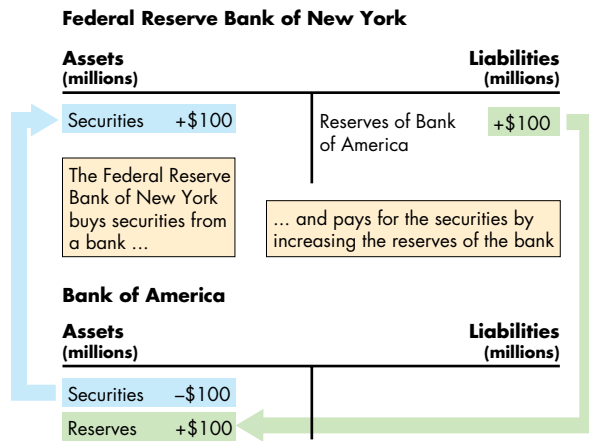 Federal Reserve Bank of New York
Assets Liabilities
(millions) (millions)
Securities +$100 Reserves of Bank +$100
of America
The Federal Reserve
Bank of New York
buys securities from
a bank ...
... and pays for the securities by
increasing the reserves of the bank
Bank of America
Assets Liabilities
(millions) (millions)
Securities –$100
Reserves +$100